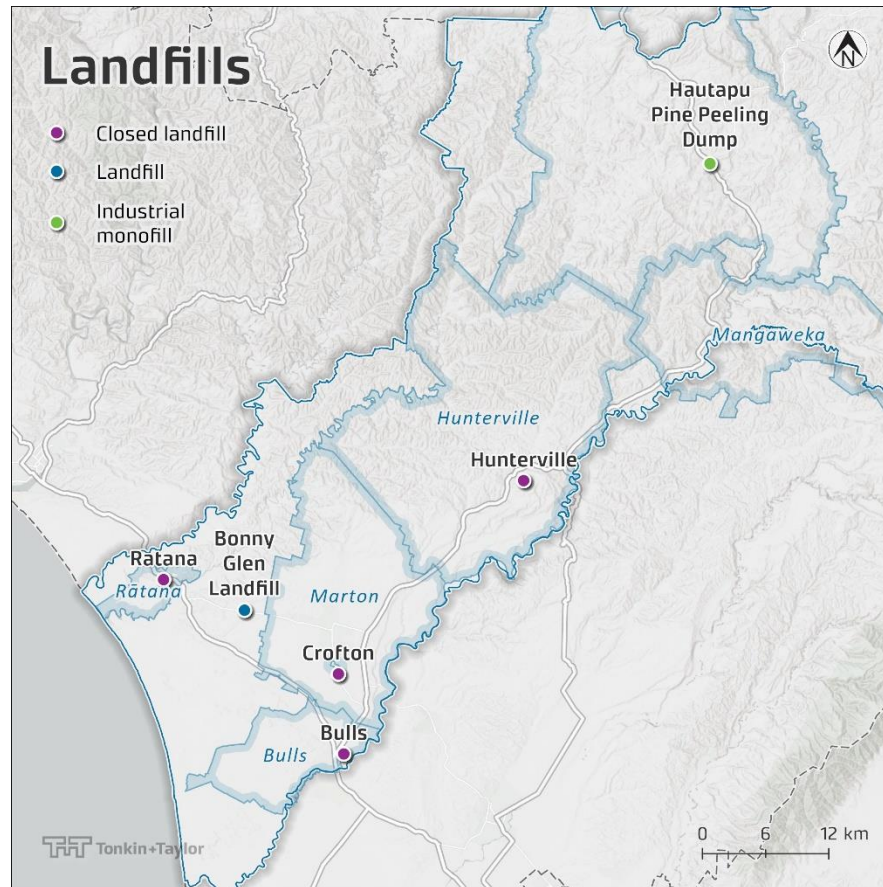 Landfills
Closed landfill
Landfill
Industrial
monofill
N
Hautapu
Pine Peeling
Dump
Mangaweka
Hunterville
Hunterville
Bonny
Glen
Landfill
Ratana
Rātana
Marton
Crofton
Bulls
Bulls
T+T Tonkin+Taylor
0 6 12 km